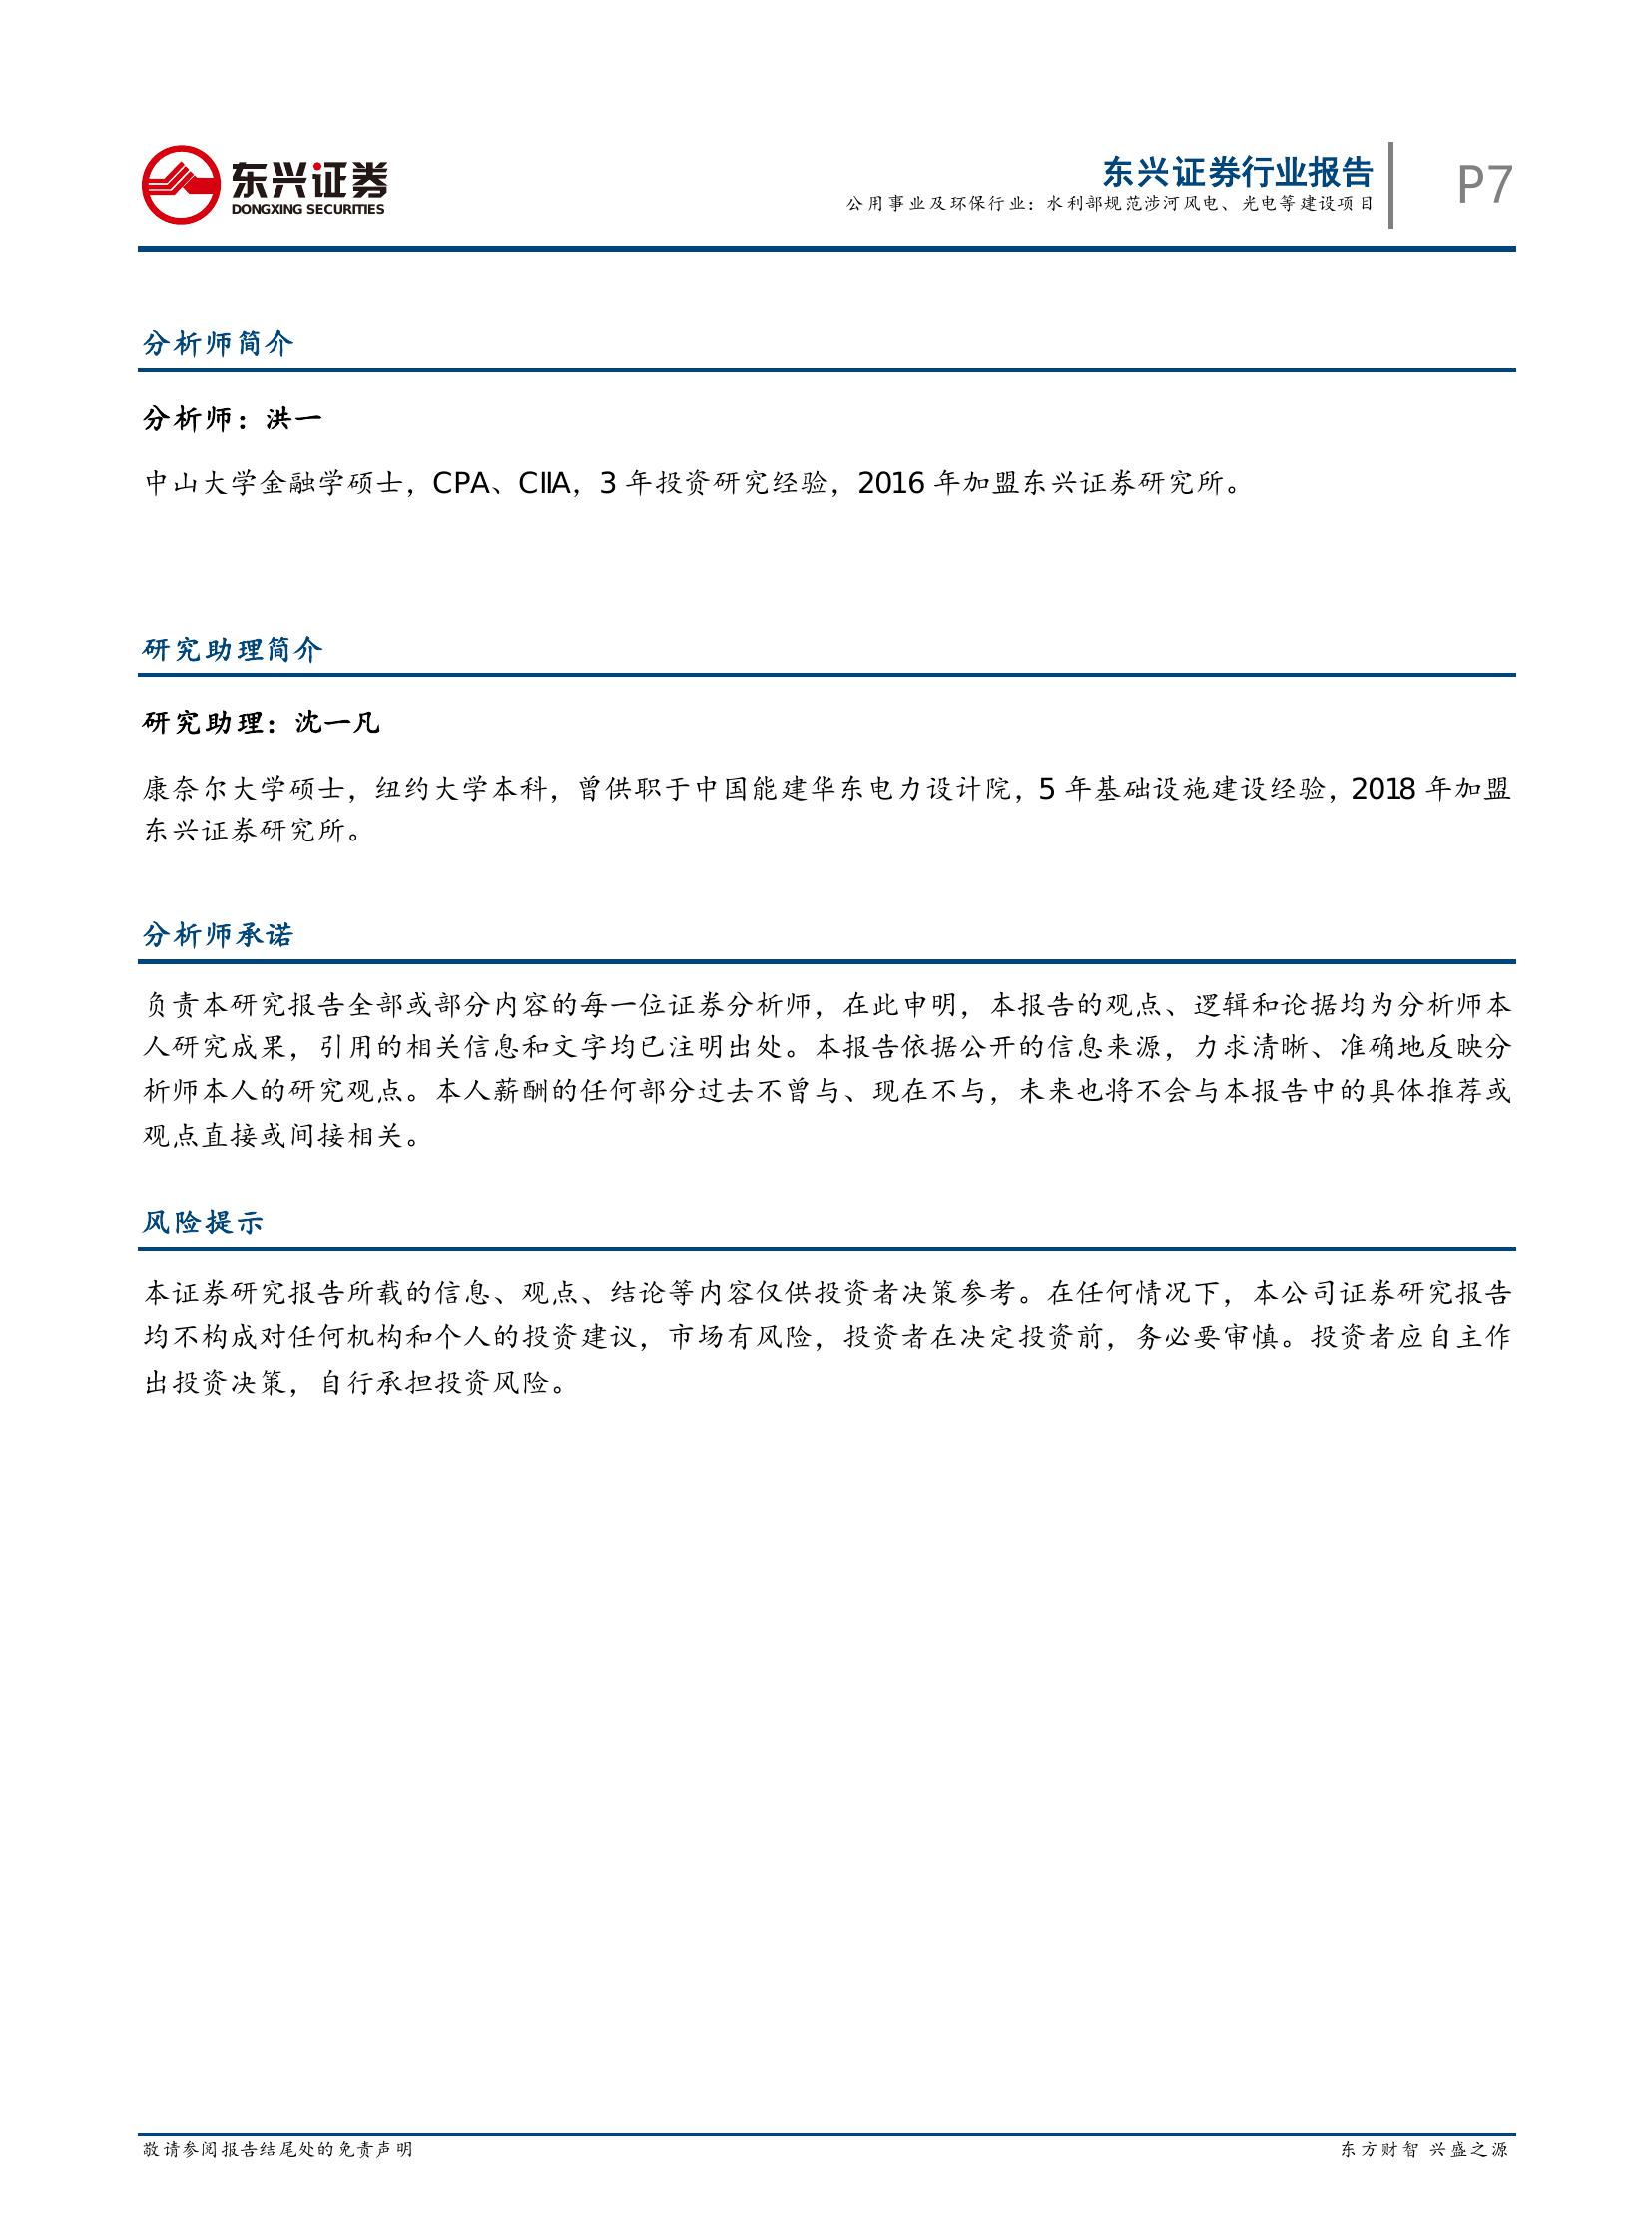 东兴证券
DONGXING SECURITIES
东兴证券行业报告
公用事业及环保行业：水利部规范涉河风电、光电等建设项目
P7
分析师简介
分析师：洪一
中山大学金融学硕士，CPA、CIIA，3 年投资研究经验，2016 年加盟东兴证券研究所。
研究助理简介
研究助理：沈一凡
康奈尔大学硕士，纽约大学本科，曾供职于中国能建华东电力设计院，5 年基础设施建设经验，2018 年加盟
东兴证券研究所。
分析师承诺
负责本研究报告全部或部分内容的每一位证券分析师，在此申明，本报告的观点、逻辑和论据均为分析师本
人研究成果，引用的相关信息和文字均已注明出处。本报告依据公开的信息来源，力求清晰、准确地反映分
析师本人的研究观点。本人薪酬的任何部分过去不曾与、现在不与，未来也将不会与本报告中的具体推荐或
观点直接或间接相关。
风险提示
本证券研究报告所载的信息、观点、结论等内容仅供投资者决策参考。在任何情况下，本公司证券研究报告
均不构成对任何机构和个人的投资建议，市场有风险，投资者在决定投资前，务必要审慎。投资者应自主作
出投资决策，自行承担投资风险。
敬请参阅报告结尾处的免责声明
东方财智 兴盛之源